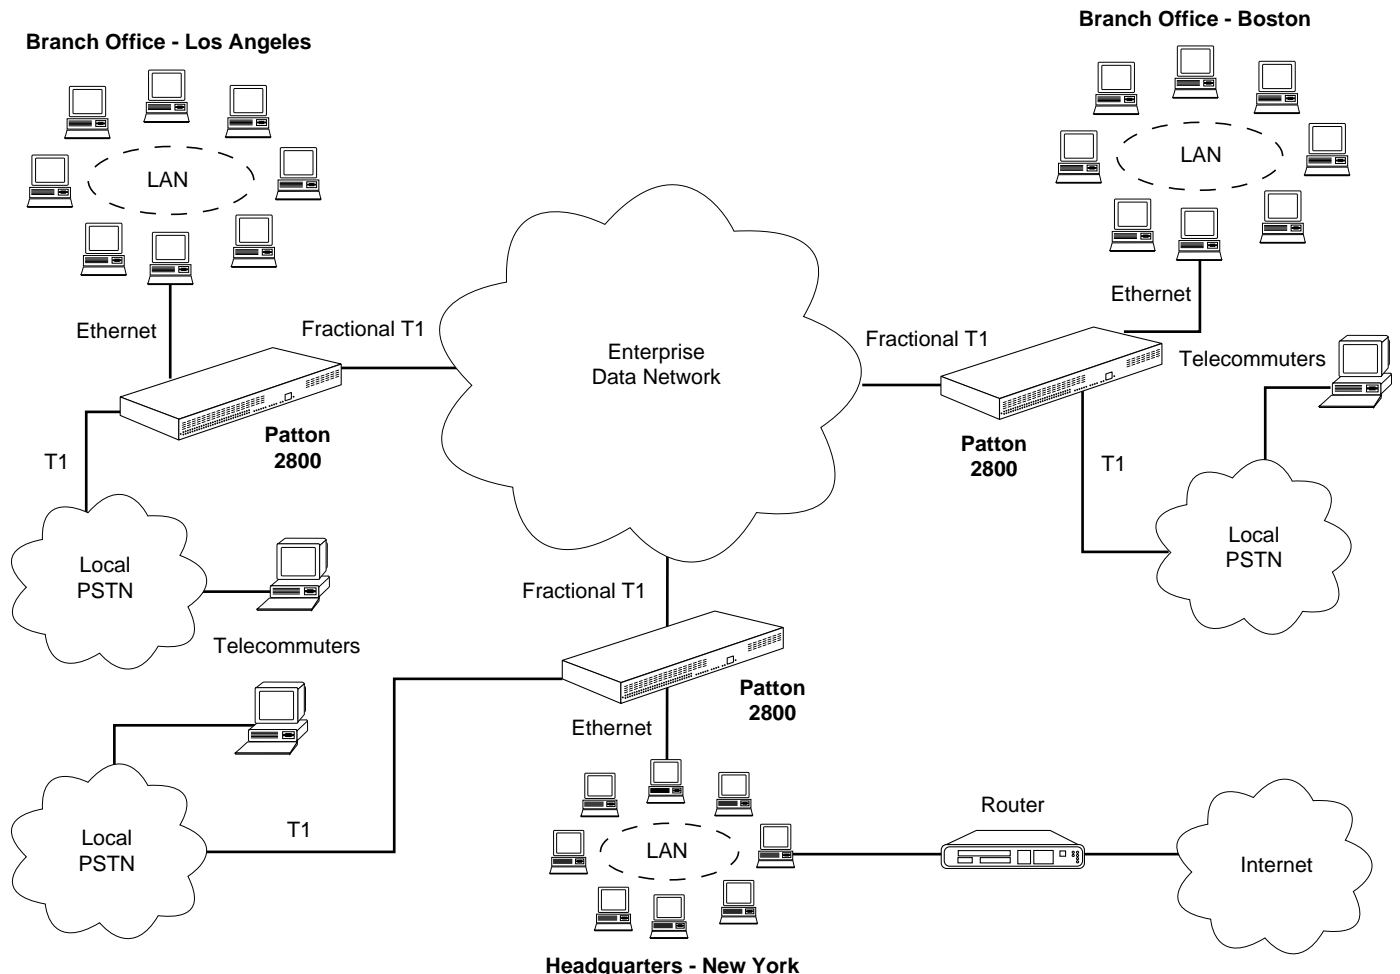 Branch Office - Boston
Branch Office - Los Angeles
LAN
LAN
Ethernet
Ethernet
Fractional T1
Fractional T1
Enterprise
Data Network
Telecommuters
Patton
2800
Patton
2800
T1
T1
Local
PSTN
Local
PSTN
Fractional T1
Telecommuters
Patton
2800
Ethernet
Router
T1
Local
PSTN
LAN
Internet
Headquarters - New York